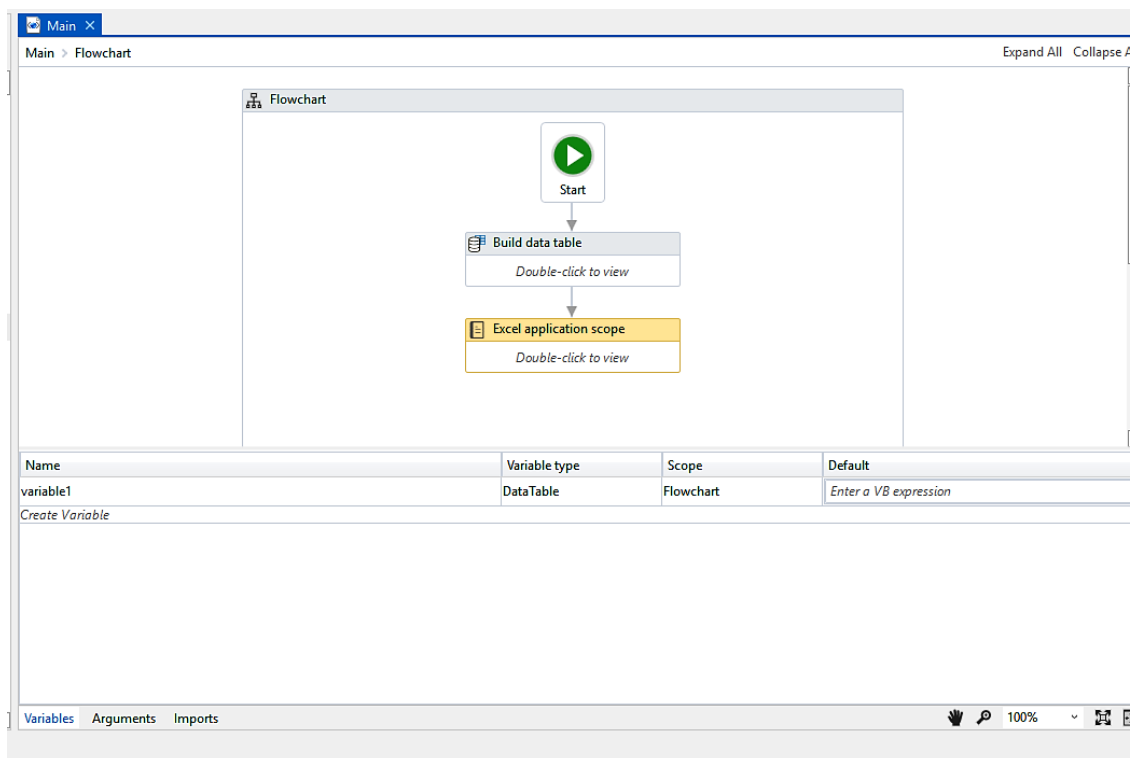 Main
Main > Flowchart
Expand All Collapse A
Flowchart
Start
Build data table
Double-click to view
Excel application scope
Double-click to view
Name Variable type Scope Default
variable1 DataTable Flowchart Enter a VB expression
Create Variable
Variables Arguments Imports 100%